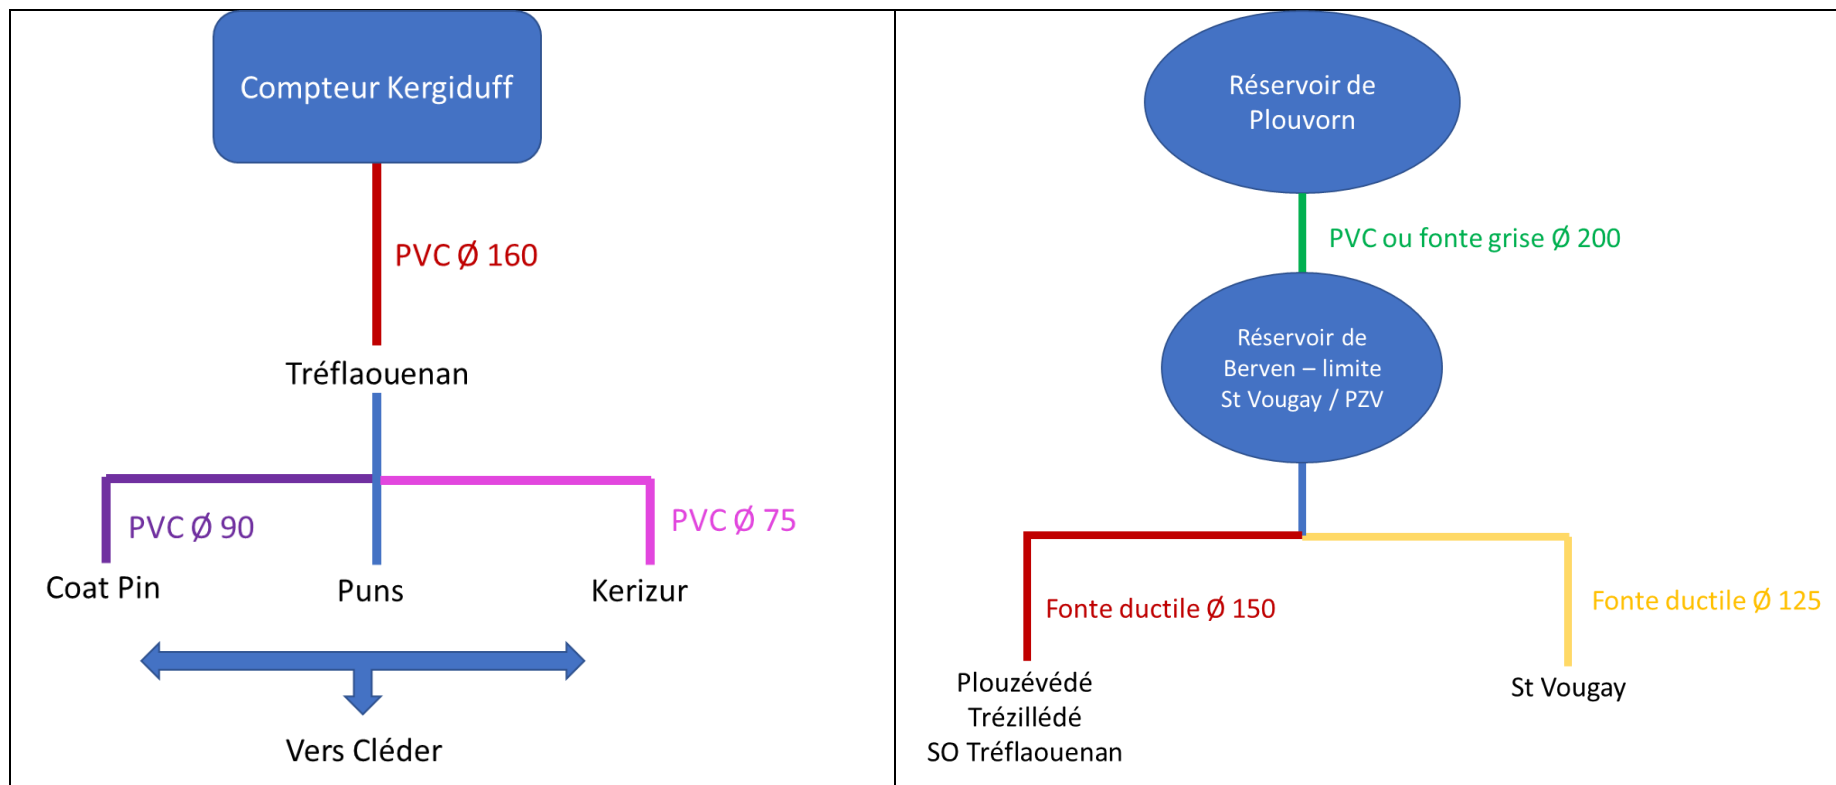 Compteur Kergiduff
PVC Ø 160
Tréflaouenan
PVC Ø 90
PVC Ø 75
Coat Pin
Puns
Kerizur
Vers Cléder
Réservoir de
Plouvorn
PVC ou fonte grise Ø 200
Réservoir de
Berven – limite
St Vougay / PZV
Fonte ductile Ø 150
Fonte ductile Ø 125
Plouzévédé
Trézillédé
SO Tréflaouenan
St Vougay